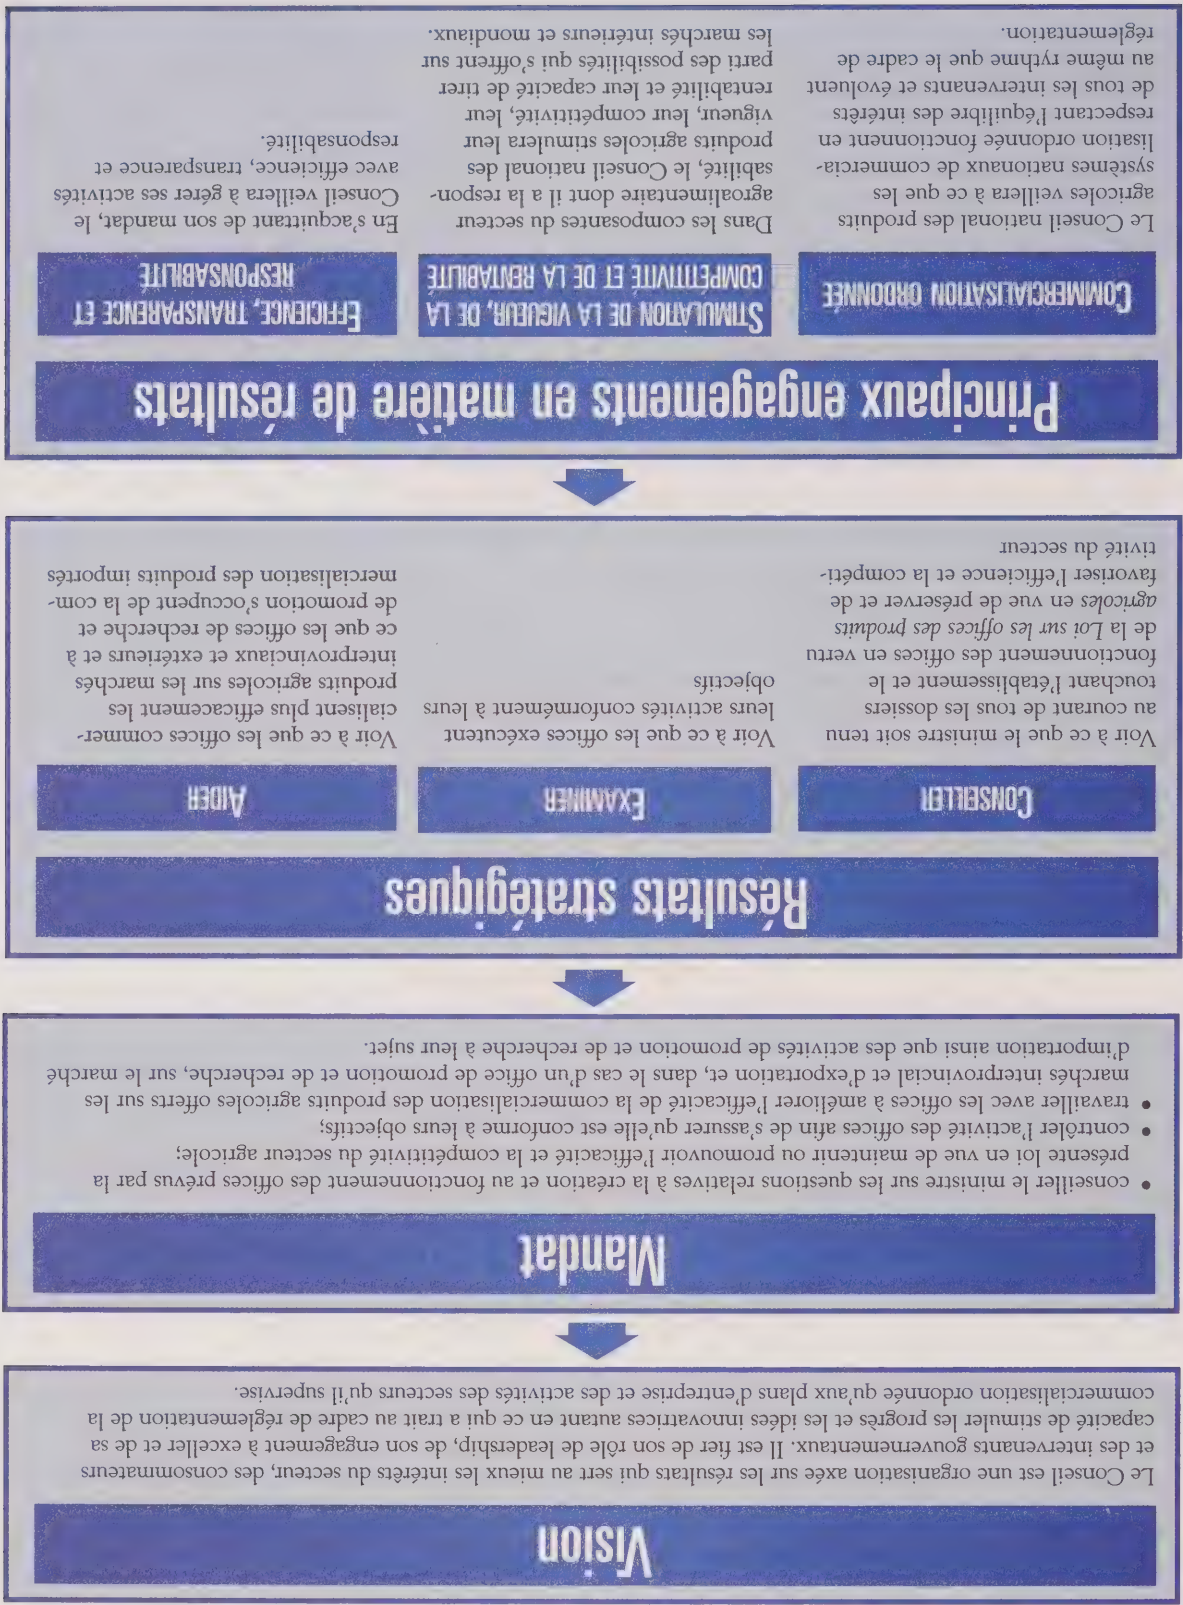 Vision
Le Conseil est une organisation axée sur les résultats qui sert au mieux les intérêts du secteur, des consommateurs
et des intervenants gouvernementaux. Il est fier de son rôle de leadership, de son engagement à exceller et de sa
capacité de stimuler les progrès et les idées innovatrices autant en ce qui a trait au cadre de réglementation de la
commercialisation ordonnée qu'aux plans d'entreprise et des activités des secteurs qu'il supervise.
Mandat
• conseiller le ministre sur les questions relatives à la création et au fonctionnement des offices prévus par la
présente loi en vue de maintenir ou promouvoir l'efficacité et la compétitivité du secteur agricole;
• contrôler l'activité des offices afin de s'assurer qu'elle est conforme à leurs objectifs;
• travailler avec les offices à améliorer l'efficacité de la commercialisation des produits agricoles offerts sur les
marchés interprovincial et d'exportation et, dans le cas d'un office de promotion et de recherche, sur le marché
d'importation ainsi que des activités de promotion et de recherche à leur sujet.
Résultats stratégiques
CONSEILLER
Voir à ce que le ministre soit tenu
au courant de tous les dossiers
touchant l'établissement et le
fonctionnement des offices en vertu
de la Loi sur les offices des produits
agricoles en vue de préserver et de
favoriser l'efficience et la compéti-
tivité du secteur
EXAMINER
Voir à ce que les offices exécutent
leurs activités conformément à leurs
objectifs
AIDER
Voir à ce que les offices commer-
cialisent plus efficacement les
produits agricoles sur les marchés
interprovinciaux et extérieurs et à
ce que les offices de recherche et
de promotion s'occupent de la com-
mercialisation des produits importés
Principaux engagements en matière de résultats
COMMERCIALISATION ORDONNÉE
Le Conseil national des produits
agricoles veillera à ce que les
systèmes nationaux de commercia-
lisation ordonnée fonctionnent en
respectant l'équilibre des intérêts
de tous les intervenants et évoluent
au même rythme que le cadre de
réglementation.
STIMULATION DE LA VIGUEUR, DE LA
COMPÉTITIVITÉ ET DE LA RENTABILITÉ
Dans les composantes du secteur
agroalimentaire dont il a la respon-
sabilité, le Conseil national des
produits agricoles stimulera leur
vigueur, leur compétitivité, leur
rentabilité et leur capacité de tirer
parti des possibilités qui s'offrent sur
les marchés intérieurs et mondiaux.
EFFICIENCE, TRANSPARENCE ET
RESPONSABILITÉ
En s'acquittant de son mandat, le
Conseil veillera à gérer ses activités
avec efficience, transparence et
responsabilité.